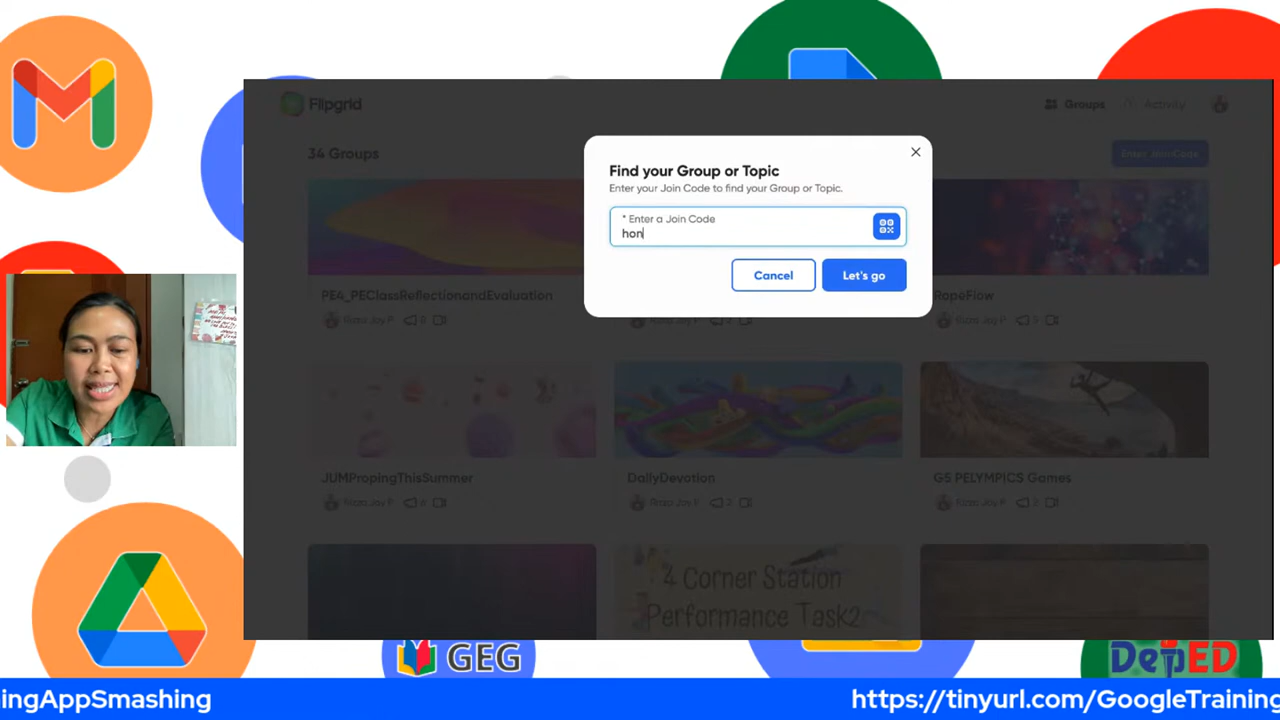 Flipgrid
Groups
Activity
34 Groups
Enter Join Code
Find your Group or Topic
Enter your Join Code to find your Group or Topic.
* Enter a Join Code
hon
Cancel
Let's go
PE4_PEClassReflectionandEvaluation
RopeFlow
JUMPropingThisSummer
DailyDevotion
G5 PELYMPICS Games
4 Corner Station
Performance Task2
GEG
DepED
ingAppSmashing
https://tinyurl.com/GoogleTraining